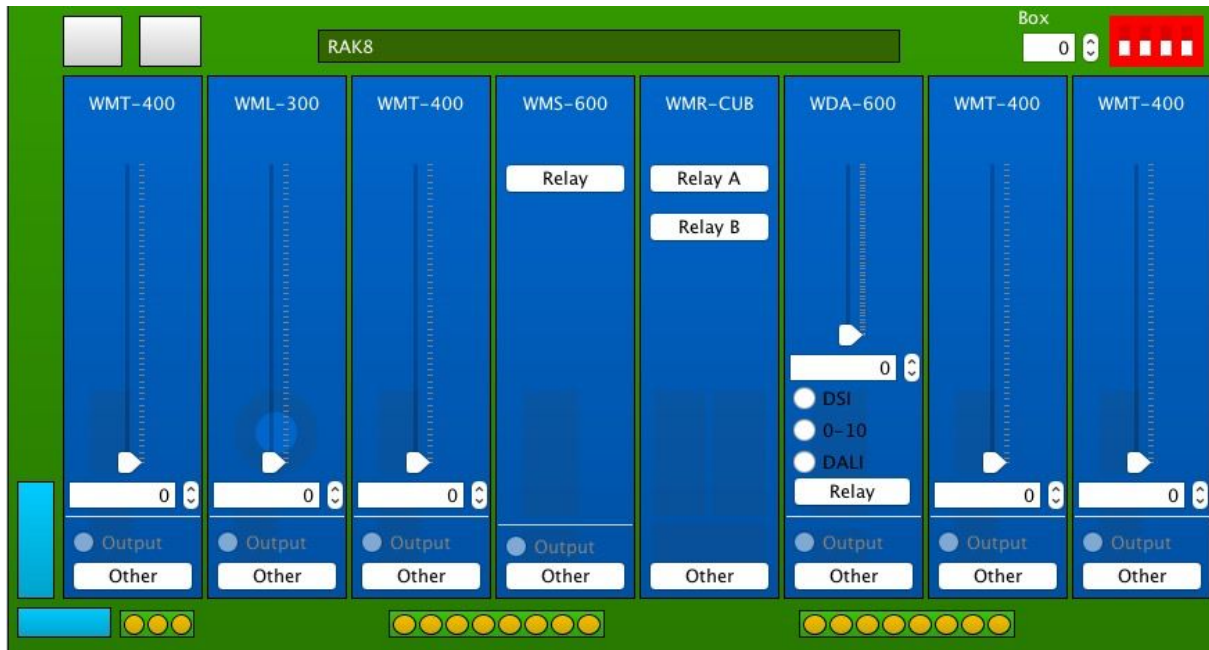 Box
RAK8
0
WMT-400
WML-300
WMT-400
WMS-600
WMR-CUB
WDA-600
WMT-400
WMT-400
Relay
Relay A
Relay B
0
DSI
0-10
DALI
Relay
0
0
0
0
0
Output
Output
Output
Output
Output
Output
Output
Other
Other
Other
Other
Other
Other
Other
Other